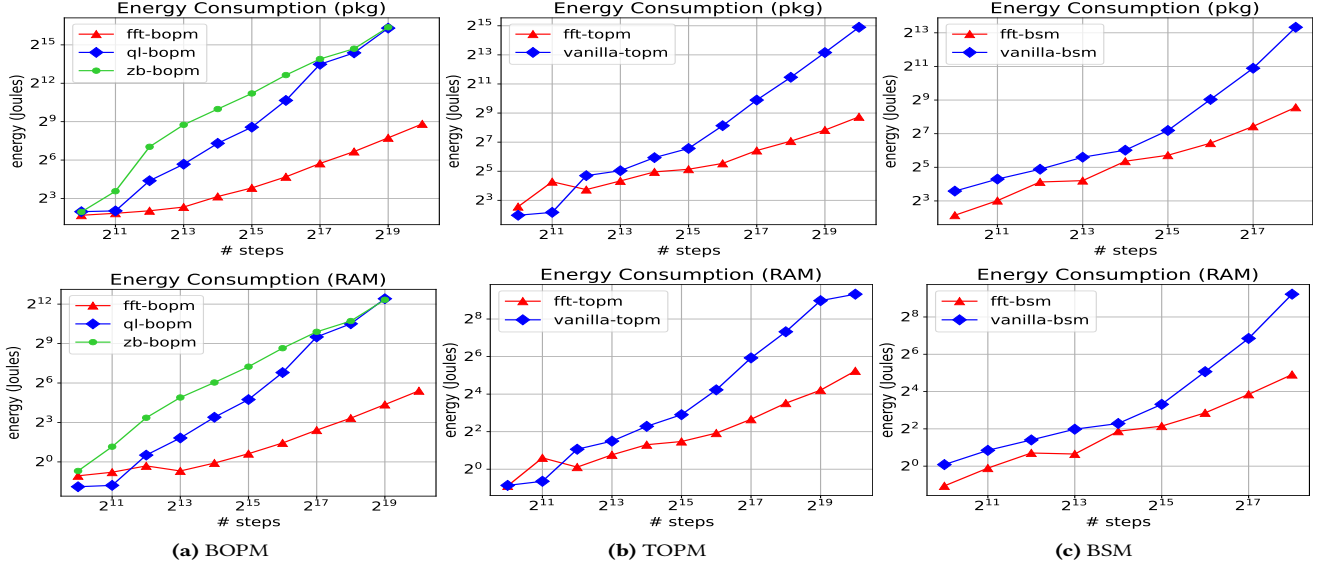 Energy Consumption (pkg)
fft-bopm
ql-bopm
zb-bopm
energy (Joules)
2^15
2^12
2^9
2^6
2^3
2^11
2^13
2^15
2^17
2^19
# steps
Energy Consumption (pkg)
fft-topm
vanilla-topm
energy (Joules)
2^15
2^13
2^11
2^9
2^7
2^5
2^3
2^11
2^13
2^15
2^17
2^19
# steps
Energy Consumption (pkg)
fft-bsm
vanilla-bsm
energy (Joules)
2^13
2^11
2^9
2^7
2^5
2^3
2^11
2^13
2^15
2^17
# steps
Energy Consumption (RAM)
fft-bopm
ql-bopm
zb-bopm
energy (Joules)
2^12
2^9
2^6
2^3
2^0
2^11
2^13
2^15
2^17
2^19
# steps
(a) BOPM
Energy Consumption (RAM)
fft-topm
vanilla-topm
energy (Joules)
2^8
2^6
2^4
2^2
2^0
2^11
2^13
2^15
2^17
2^19
# steps
(b) TOPM
Energy Consumption (RAM)
fft-bsm
vanilla-bsm
energy (Joules)
2^8
2^6
2^4
2^2
2^0
2^11
2^13
2^15
2^17
# steps
(c) BSM